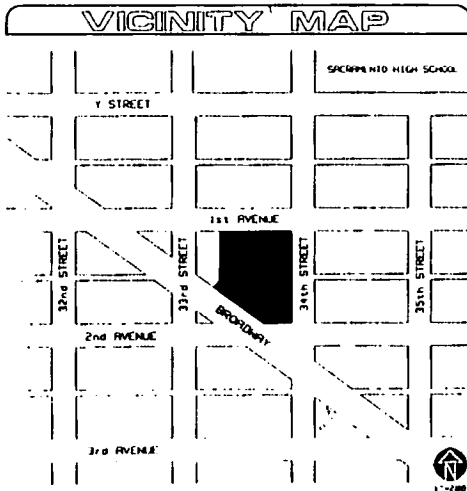 VICINITY MAP
SACRAMENTO HIGH SCHOOL
Y STREET
1st AVENUE
32nd STREET
33rd STREET
34th STREET
35th STREET
BROADWAY
2nd AVENUE
3rd AVENUE
N